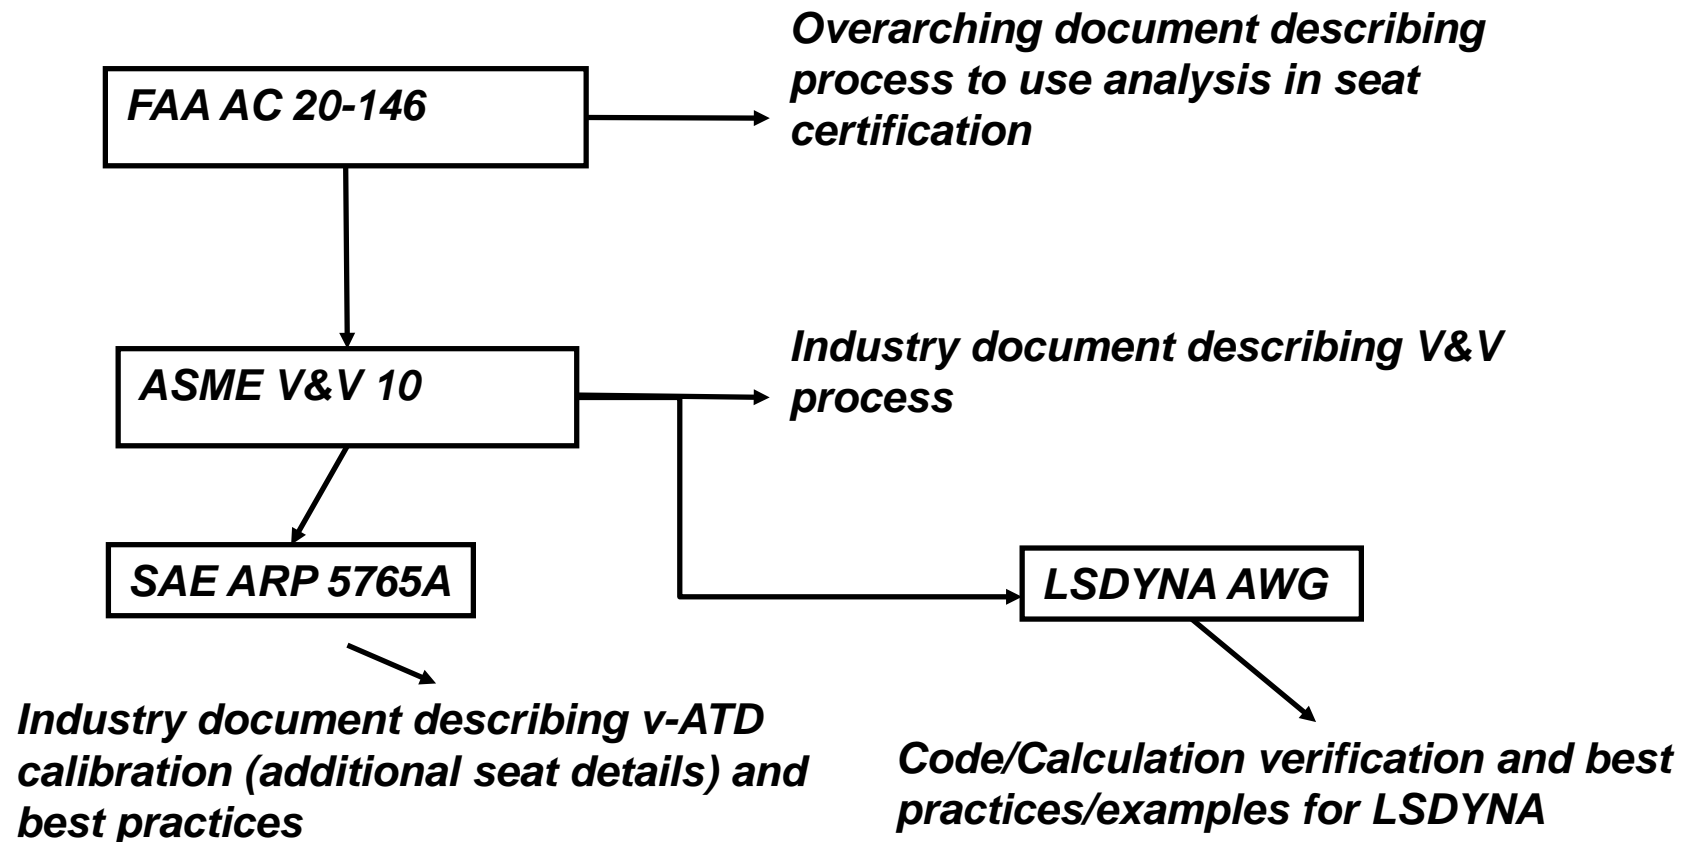 FAA AC 20-146
Overarching document describing
process to use analysis in seat
certification
ASME V&V 10
Industry document describing V&V
process
SAE ARP 5765A
LSDYNA AWG
Industry document describing v-ATD
calibration (additional seat details) and
best practices
Code/Calculation verification and best
practices/examples for LSDYNA